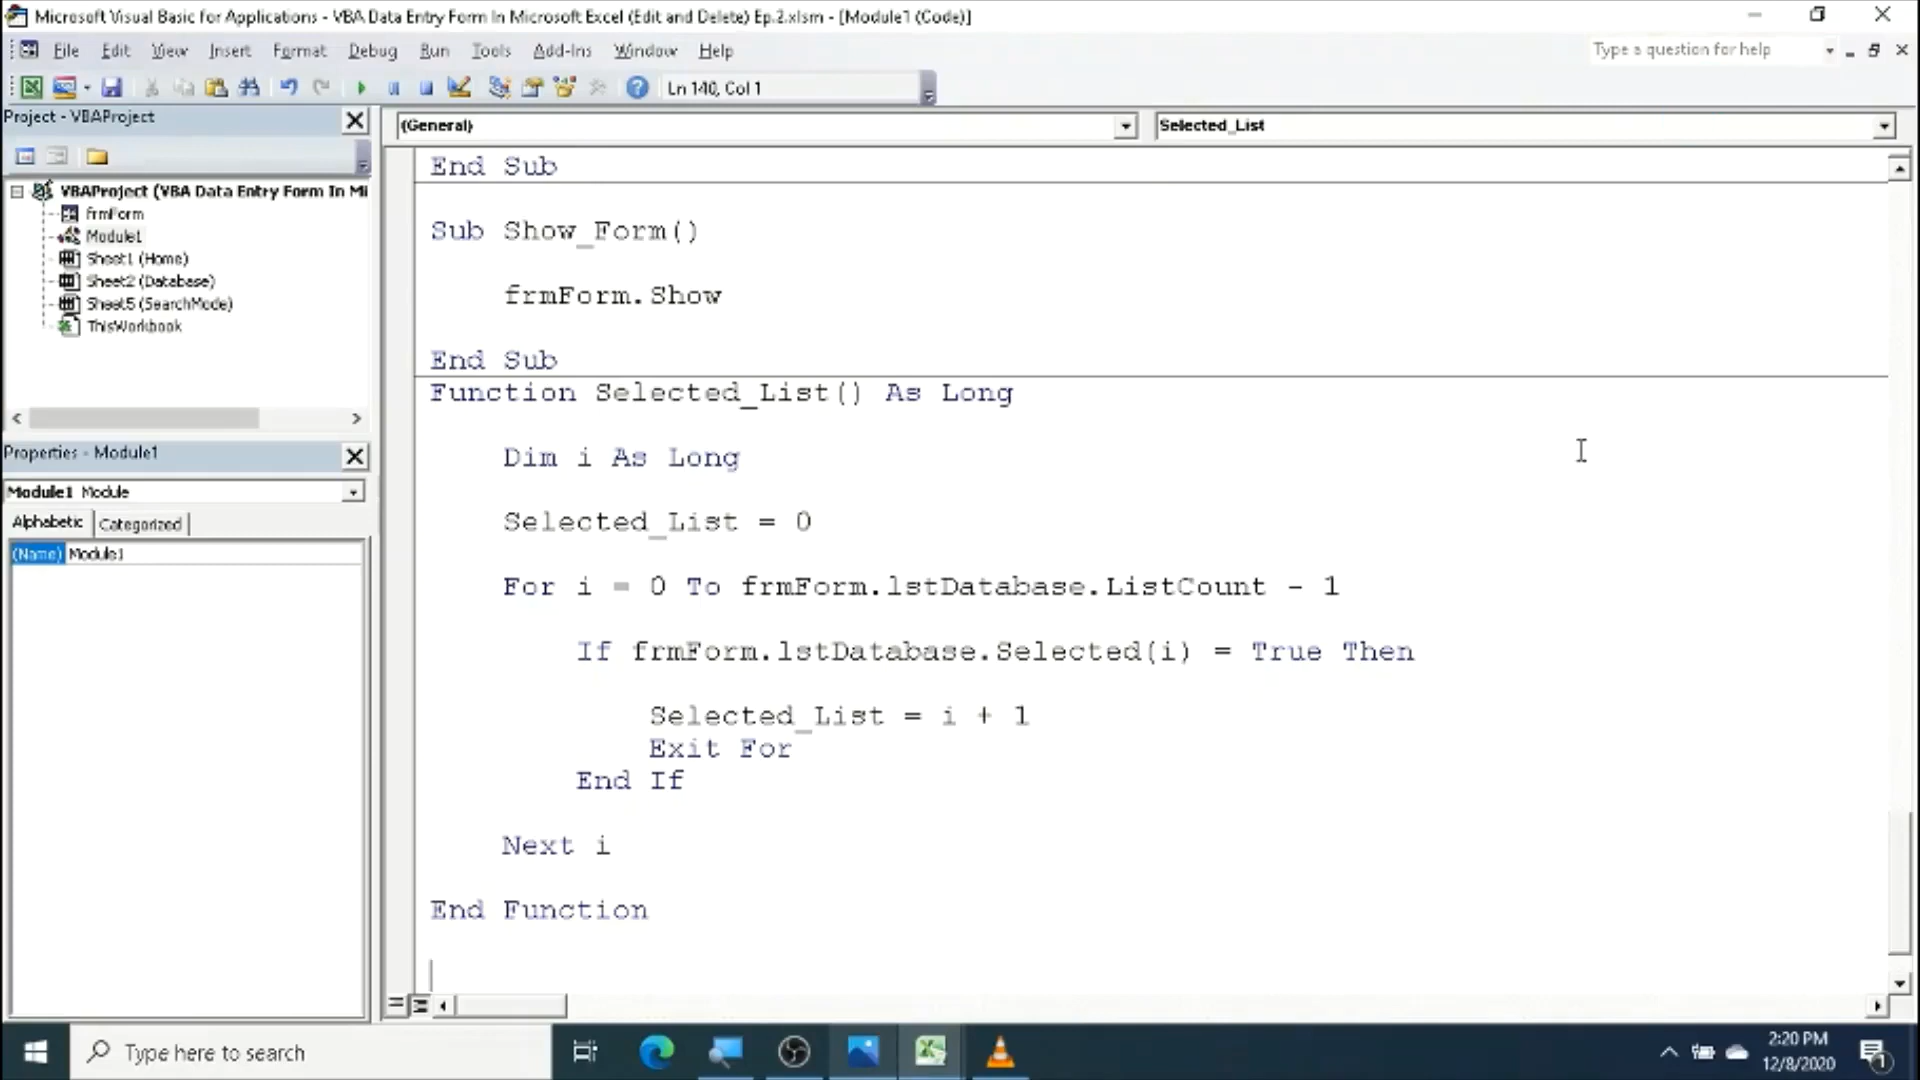 Microsoft Visual Basic for Applications - VBA Data Entry Form In Microsoft Excel (Edit and Delete) Ep.2.xlsm - [Module1 (Code)]
File Edit View Insert Format Debug Run Tools Add-Ins Window Help
Type a question for help
Ln 140, Col 1
Project - VBAProject
VBAProject (VBA Data Entry Form In Mi
frmForm
Module1
Sheet1 (Home)
Sheet2 (Database)
Sheet5 (SearchMode)
ThisWorkbook
Properties - Module1
Module1 Module
Alphabetic Categorized
(Name) Module1
(General)
Selected_List
End Sub
Sub Show_Form()
frmForm.Show
End Sub
Function Selected_List() As Long
Dim i As Long
Selected_List = 0
For i = 0 To frmForm.lstDatabase.ListCount - 1
If frmForm.lstDatabase.Selected(i) = True Then
Selected_List = i + 1
Exit For
End If
Next i
End Function
Type here to search
2:20 PM
12/8/2020
1